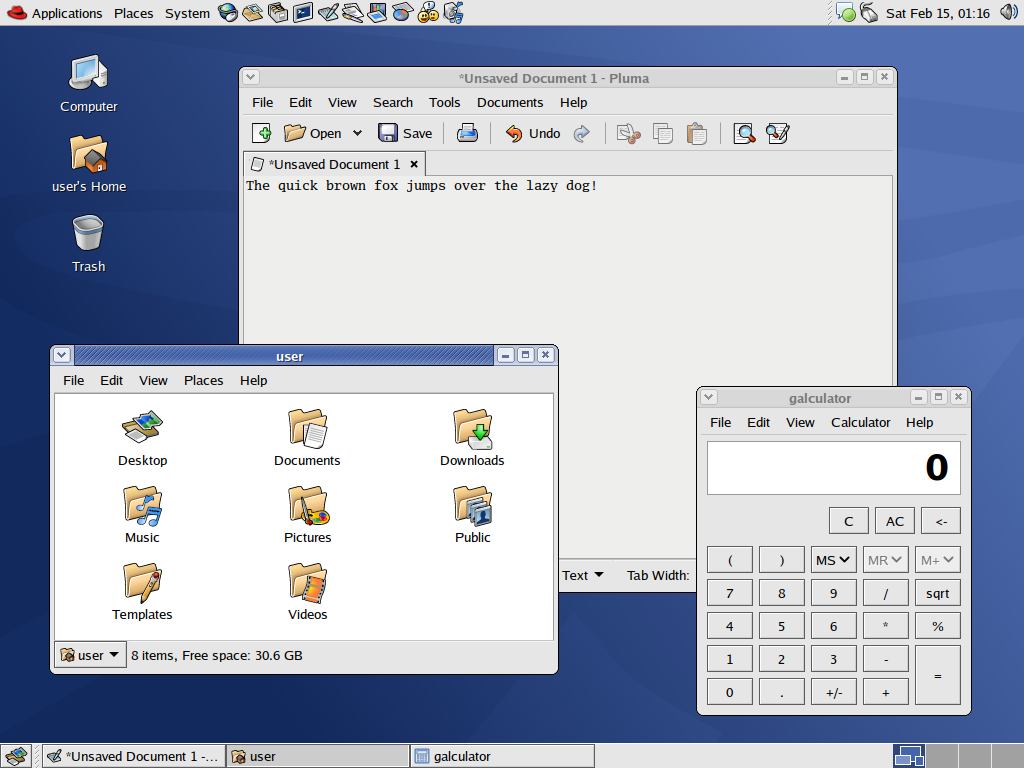 Applications Places System
Sat Feb 15, 01:16
Computer
user's Home
Trash
*Unsaved Document 1 - Pluma
File Edit View Search Tools Documents Help
Open Save Undo
*Unsaved Document 1
The quick brown fox jumps over the lazy dog!
Text Tab Width:
user
File Edit View Places Help
Desktop Documents Downloads
Music Pictures Public
Templates Videos
user 8 items, Free space: 30.6 GB
galculator
File Edit View Calculator Help
0
C AC <-
( ) MS MR M+
7 8 9 / sqrt
4 5 6 * %
1 2 3 - =
0 . +/- +
*Unsaved Document 1 -... user galculator